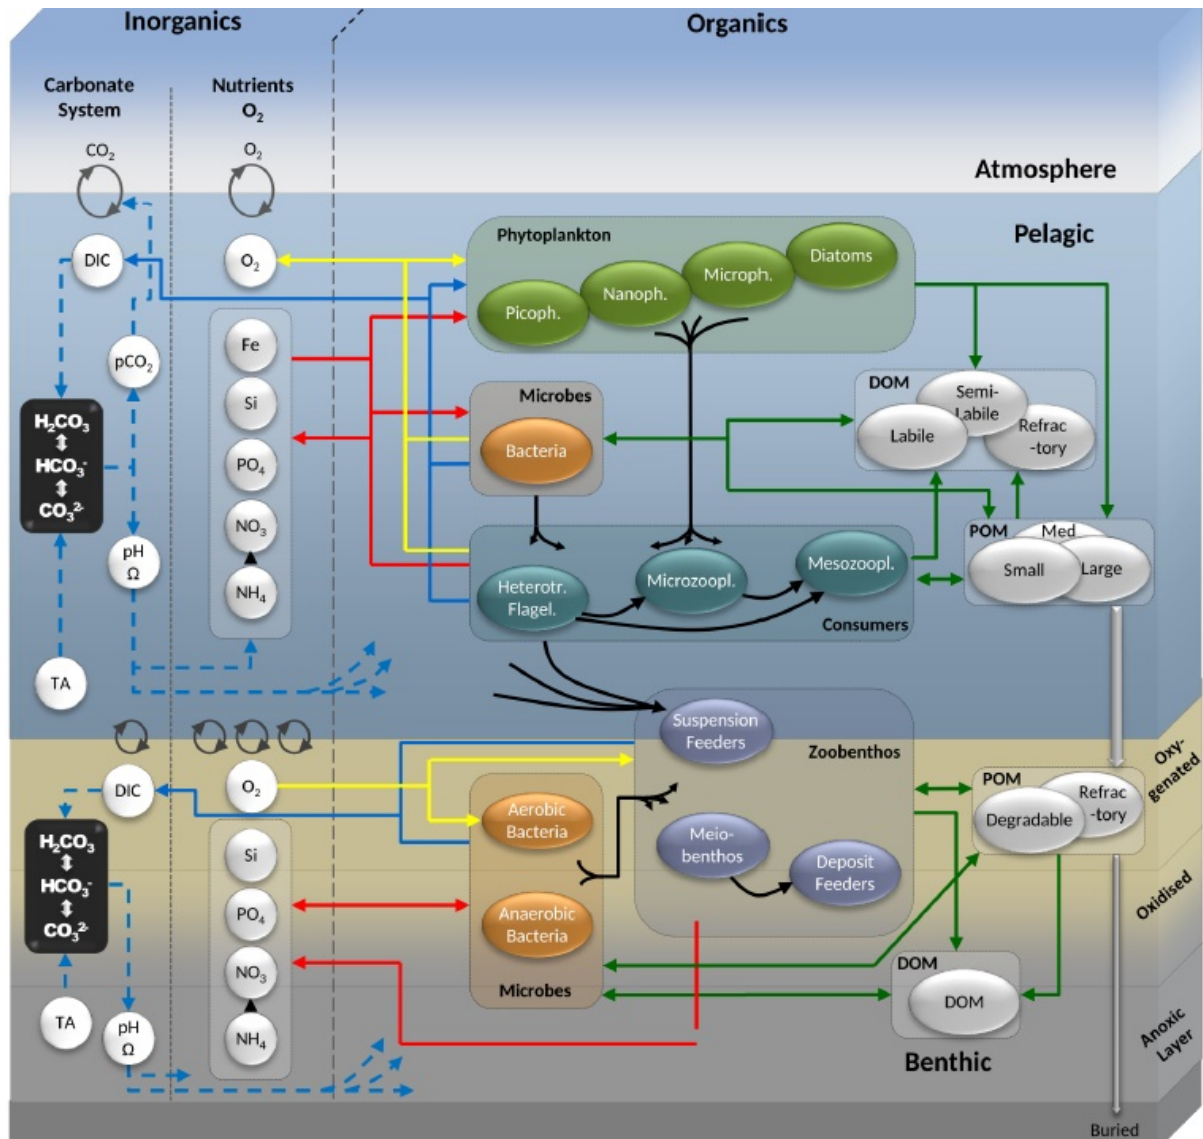 Inorganics
Organics
Carbonate
System
Nutrients
O₂
CO₂
O₂
Atmosphere
Pelagic
DIC
O₂
Phytoplankton
Picoph.
Nanoph.
Microph.
Diatoms
Fe
Si
PO₄
NO₃
NH₄
pCO₂
H₂CO₃
⇕
HCO₃⁻
⇕
CO₃²⁻
pH
Ω
TA
Microbes
Bacteria
DOM
Semi-
Labile
Labile
Refrac
-tory
POM
Med
Small
Large
Heterotr.
Flagel.
Microzoopl.
Mesozoopl.
Consumers
Suspension
Feeders
Zoobenthos
Meio-
benthos
Deposit
Feeders
DIC
O₂
H₂CO₃
⇕
HCO₃⁻
⇕
CO₃²⁻
TA
pH
Ω
Si
PO₄
NO₃
NH₄
Aerobic
Bacteria
Anaerobic
Bacteria
Microbes
POM
Degradable
Refrac
-tory
DOM
DOM
Benthic
Oxy-
genated
Oxidised
Anoxic
Layer
Buried